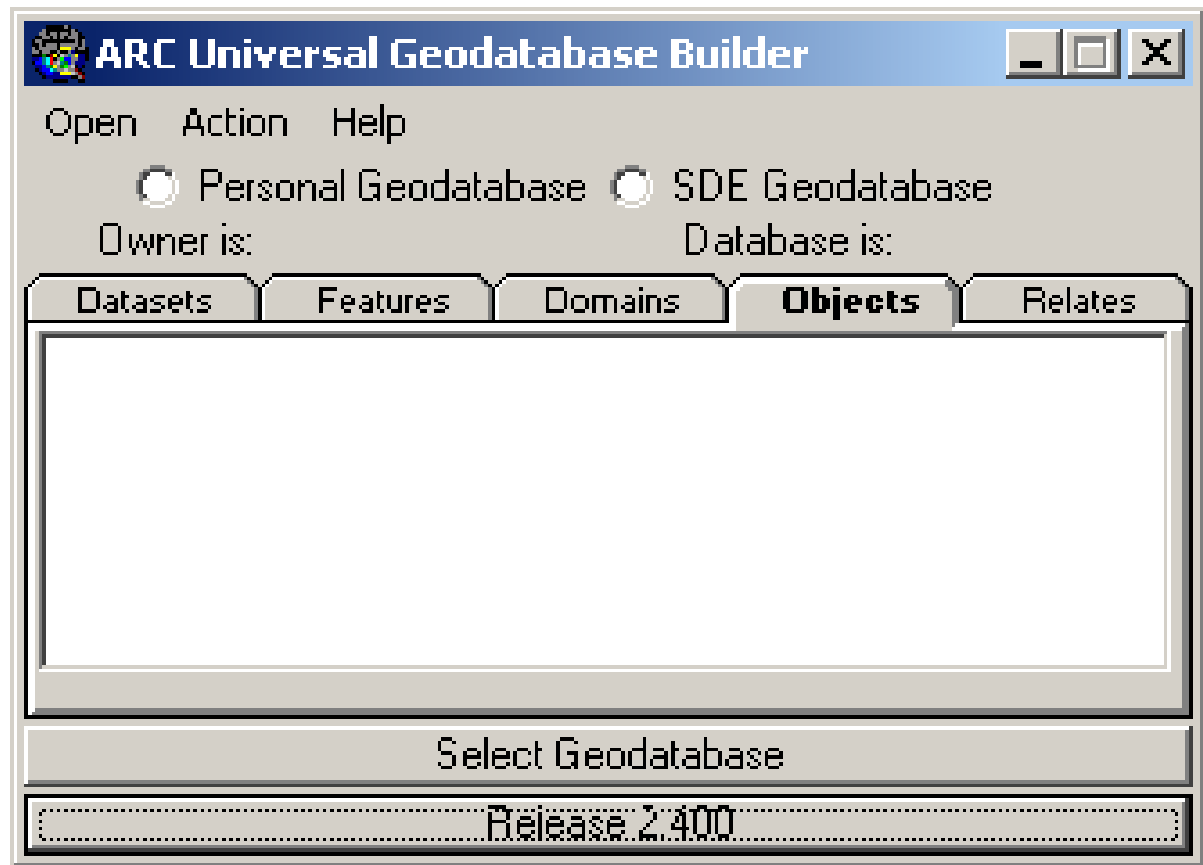 ARC Universal Geodatabase Builder
Open Action Help
Personal Geodatabase SDE Geodatabase
Owner is: Database is:
Datasets Features Domains Objects Relates
Select Geodatabase
Release 2.400